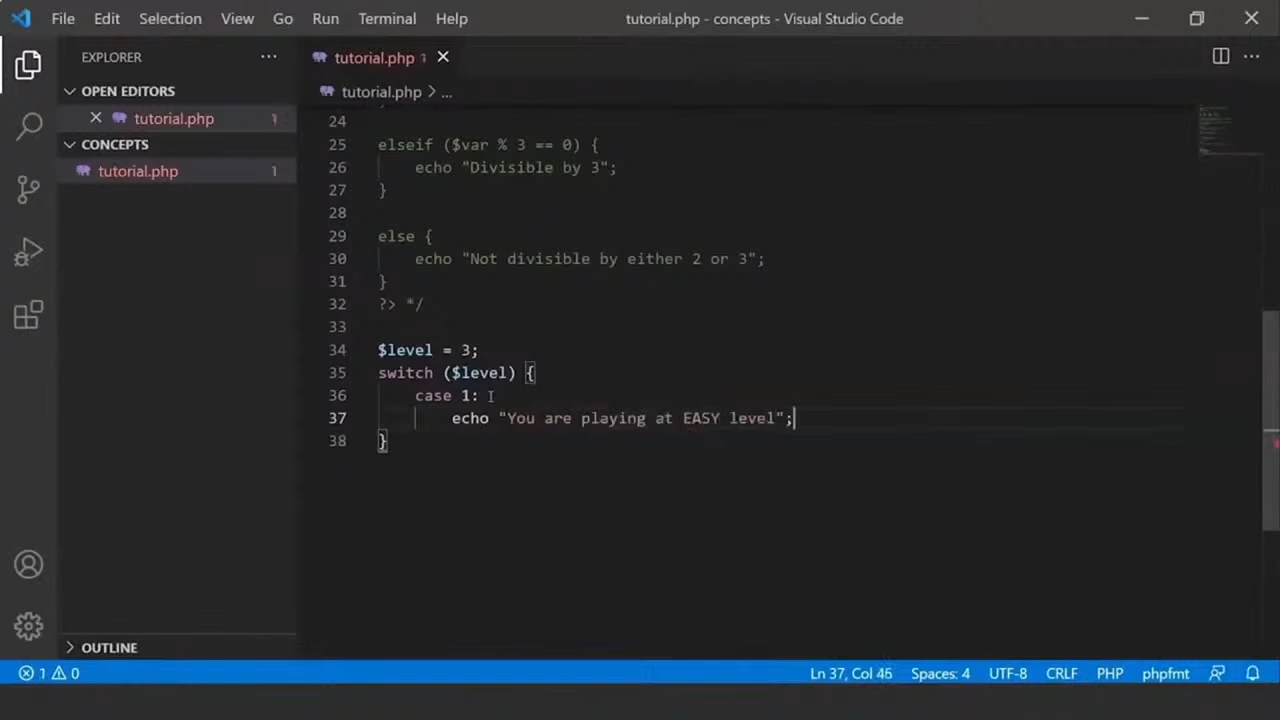 File Edit Selection View Go Run Terminal Help tutorial.php - concepts - Visual Studio Code
EXPLORER ...
tutorial.php 1
OPEN EDITORS
tutorial.php > ...
tutorial.php 1
CONCEPTS
tutorial.php 1
24
25 elseif ($var % 3 == 0) {
26 echo "Divisible by 3";
27 }
28
29 else {
30 echo "Not divisible by either 2 or 3";
31 }
32 ?> */
33
34 $level = 3;
35 switch ($level) {
36 case 1:
37 echo "You are playing at EASY level";
38 }
OUTLINE
1 0 Ln 37, Col 46 Spaces: 4 UTF-8 CRLF PHP phpfmt